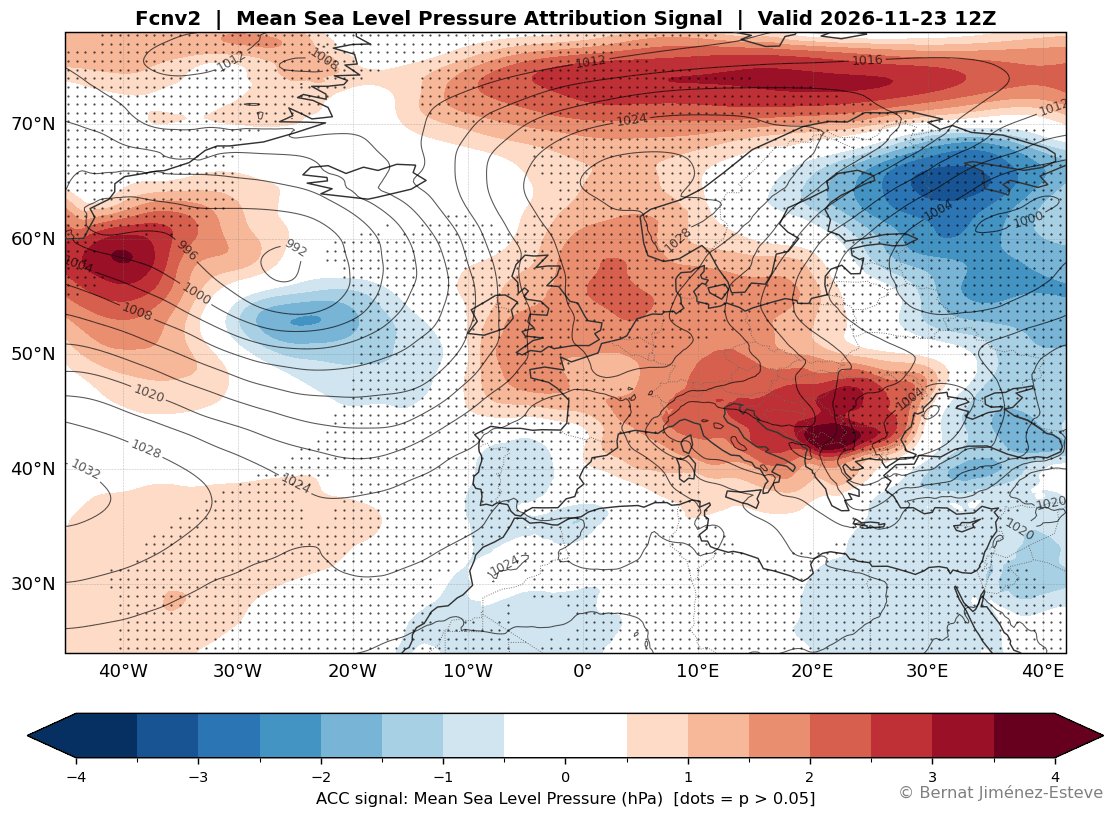 Fcnv2 | Mean Sea Level Pressure Attribution Signal | Valid 2026-11-23 12Z
1012
1008
1012
1016
1012
1024
70°N
1004
1000
992
996
1028
60°N
1004
1000
1008
50°N
1020
1004
1028
1032
1024
40°N
1020
1020
1024
30°N
40°W 30°W 20°W 10°W 0° 10°E 20°E 30°E 40°E
−4 −3 −2 −1 0 1 2 3 4
ACC signal: Mean Sea Level Pressure (hPa) [dots = p > 0.05]
© Bernat Jiménez-Esteve